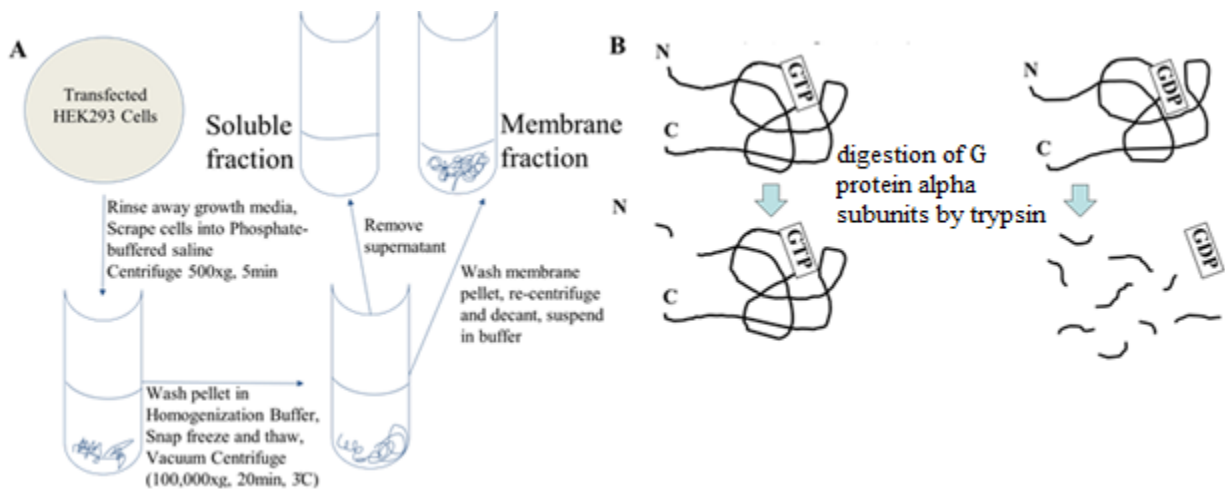 A
Transfected
HEK293 Cells
Soluble
fraction
Membrane
fraction
Rinse away growth media,
Scrape cells into Phosphate-
buffered saline
Centrifuge 500xg, 5min
Remove
supernatant
Wash membrane
pellet, re-centrifuge
and decant, suspend
in buffer
Wash pellet in
Homogenization Buffer,
Snap freeze and thaw,
Vacuum Centrifuge
(100,000xg, 20min, 3C)
B
N
GTP
C
N
GDP
C
digestion of G
protein alpha
subunits by trypsin
N
GTP
C
GDP